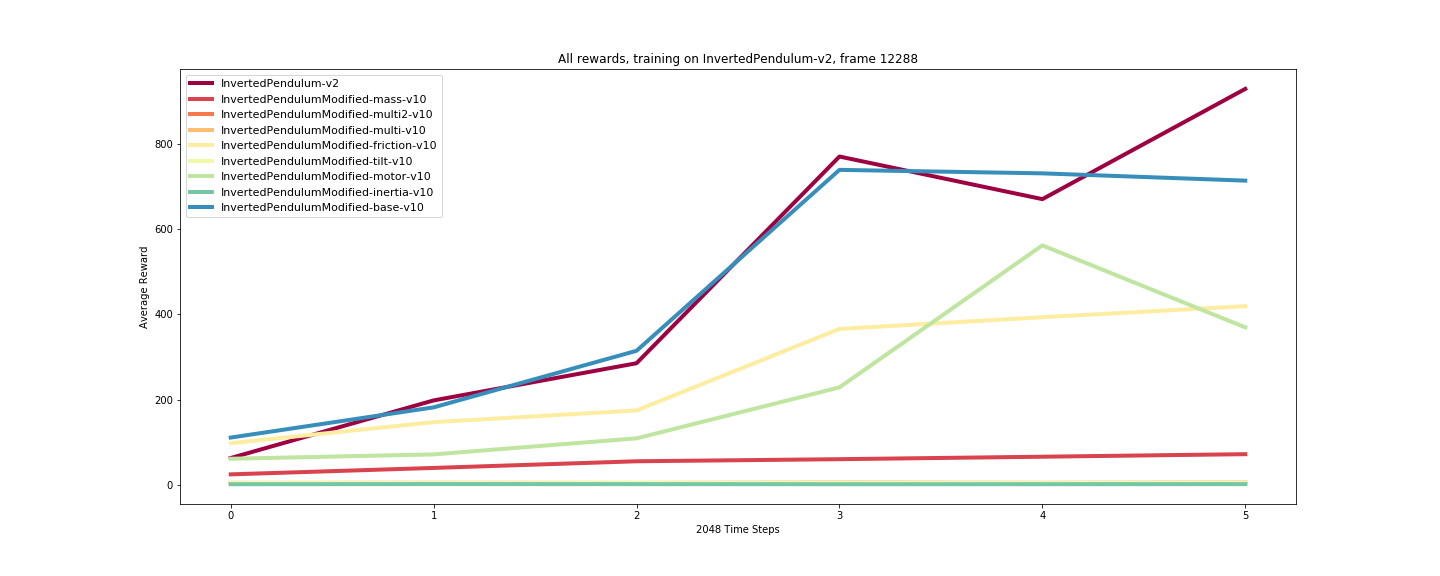 All rewards, training on InvertedPendulum-v2, frame 12288
InvertedPendulum-v2
InvertedPendulumModified-mass-v10
InvertedPendulumModified-multi2-v10
InvertedPendulumModified-multi-v10
InvertedPendulumModified-friction-v10
InvertedPendulumModified-tilt-v10
InvertedPendulumModified-motor-v10
InvertedPendulumModified-inertia-v10
InvertedPendulumModified-base-v10
800
600
400
200
0
Average Reward
0 1 2 3 4 5
2048 Time Steps